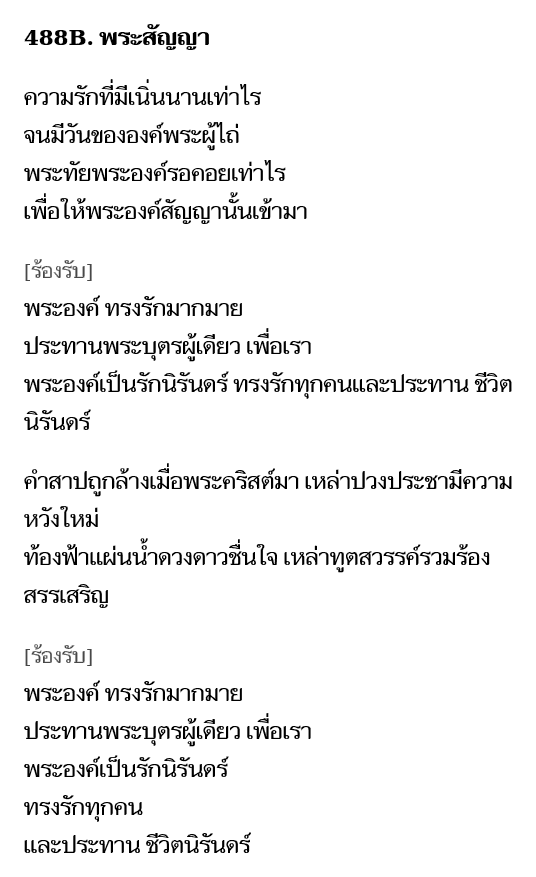 488B. พระสัญญา
ความรักที่มีเนิ่นนานเท่าไร
จนมีวันขององค์พระผู้ไถ่
พระทัยพระองค์รอคอยเท่าไร
เพื่อให้พระองค์สัญญานั้นเข้ามา
[ร้องรับ]
พระองค์ ทรงรักมากมาย
ประทานพระบุตรผู้เดียว เพื่อเรา
พระองค์เป็นรักนิรันดร์ ทรงรักทุกคนและประทาน ชีวิต
นิรันดร์
คำสาปถูกล้างเมื่อพระคริสต์มา เหล่าปวงประชามีความ
หวังใหม่
ท้องฟ้าแผ่นน้ำดวงดาวชื่นใจ เหล่าทูตสวรรค์รวมร้อง
สรรเสริญ
[ร้องรับ]
พระองค์ ทรงรักมากมาย
ประทานพระบุตรผู้เดียว เพื่อเรา
พระองค์เป็นรักนิรันดร์
ทรงรักทุกคน
และประทาน ชีวิตนิรันดร์